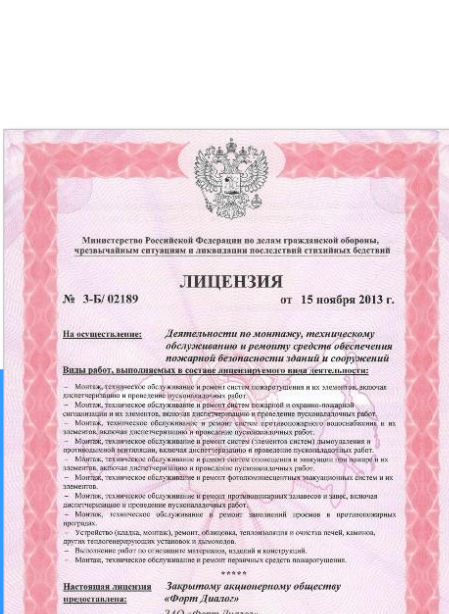 Министерство Российской Федерации по делам гражданской обороны,
чрезвычайным ситуациям и ликвидации последствий стихийных бедствий
ЛИЦЕНЗИЯ
№ 3-Б/ 02189 от 15 ноября 2013 г.
На осуществление: Деятельности по монтажу, техническому
обслуживанию и ремонту средств обеспечения
пожарной безопасности зданий и сооружений
Виды работ, выполняемых в составе лицензируемого вида деятельности:
– Монтаж, техническое обслуживание и ремонт систем пожаротушения и их элементов, включая
диспетчеризацию и проведение пусконаладочных работ.
– Монтаж, техническое обслуживание и ремонт систем пожарной и охранно-пожарной
сигнализации и их элементов, включая диспетчеризацию и проведение пусконаладочных работ.
– Монтаж, техническое обслуживание и ремонт систем противопожарного водоснабжения и их
элементов, включая диспетчеризацию и проведение пусконаладочных работ.
– Монтаж, техническое обслуживание и ремонт систем (элементов систем) дымоудаления и
противодымной вентиляции, включая диспетчеризацию и проведение пусконаладочных работ.
– Монтаж, техническое обслуживание и ремонт систем оповещения и эвакуации при пожаре и их
элементов, включая диспетчеризацию и проведение пусконаладочных работ.
– Монтаж, техническое обслуживание и ремонт фотолюминесцентных эвакуационных систем и их
элементов.
– Монтаж, техническое обслуживание и ремонт противопожарных занавесов и завес, включая
диспетчеризацию и проведение пусконаладочных работ.
– Монтаж, техническое обслуживание и ремонт заполнений проемов в противопожарных
преградах.
– Устройство (кладка, монтаж), ремонт, облицовка, теплоизоляция и очистка печей, каминов,
других теплогенерирующих установок и дымоходов.
– Выполнение работ по огнезащите материалов, изделий и конструкций.
– Монтаж, техническое обслуживание и ремонт первичных средств пожаротушения.
*****
Настоящая лицензия Закрытому акционерному обществу
предоставлена: «Форт Диалог»
ЗАО «Форт Диалог»